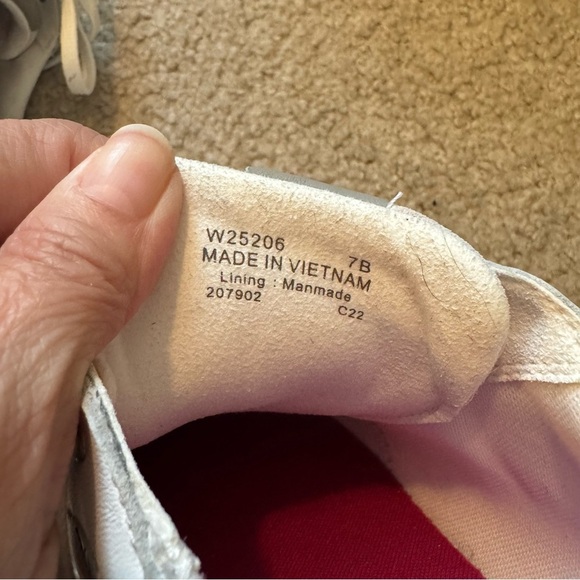 W25206 7B
MADE IN VIETNAM
Lining : Manmade
207902 C22